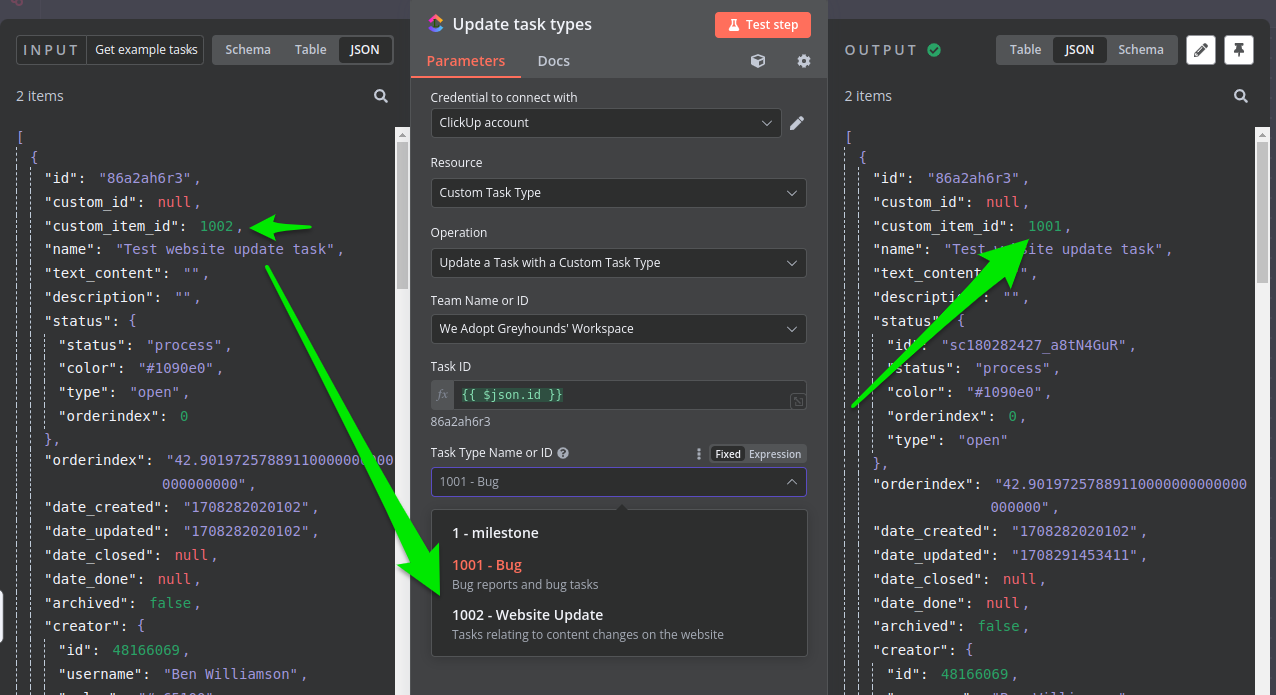 INPUT
Get example tasks
Schema
Table
JSON
2 items
[
{
"id": "86a2ah6r3",
"custom_id": null,
"custom_item_id": 1002,
"name": "Test website update task",
"text_content": "",
"description": "",
"status": {
"status": "process",
"color": "#1090e0",
"type": "open",
"orderindex": 0
},
"orderindex": "42.9019725788911000000000000
000000000",
"date_created": "1708282020102",
"date_updated": "1708282020102",
"date_closed": null,
"date_done": null,
"archived": false,
"creator": {
"id": 48166069,
"username": "Ben Williamson",
Update task types
Test step
Parameters
Docs
Credential to connect with
ClickUp account
Resource
Custom Task Type
Operation
Update a Task with a Custom Task Type
Team Name or ID
We Adopt Greyhounds' Workspace
Task ID
fx {{ $json.id }}
86a2ah6r3
Task Type Name or ID
Fixed Expression
1001 - Bug
1 - milestone
1001 - Bug
Bug reports and bug tasks
1002 - Website Update
Tasks relating to content changes on the website
OUTPUT
Table
JSON
Schema
2 items
[
{
"id": "86a2ah6r3",
"custom_id": null,
"custom_item_id": 1001,
"name": "Test website update task",
"text_content": "",
"description": "",
"status": {
"id": "sc180282427_a8tN4GuR",
"status": "process",
"color": "#1090e0",
"orderindex": 0,
"type": "open"
},
"orderindex": "42.901972578891100000000000000
000000",
"date_created": "1708282020102",
"date_updated": "1708291453411",
"date_closed": null,
"date_done": null,
"archived": false,
"creator": {
"id": 48166069,